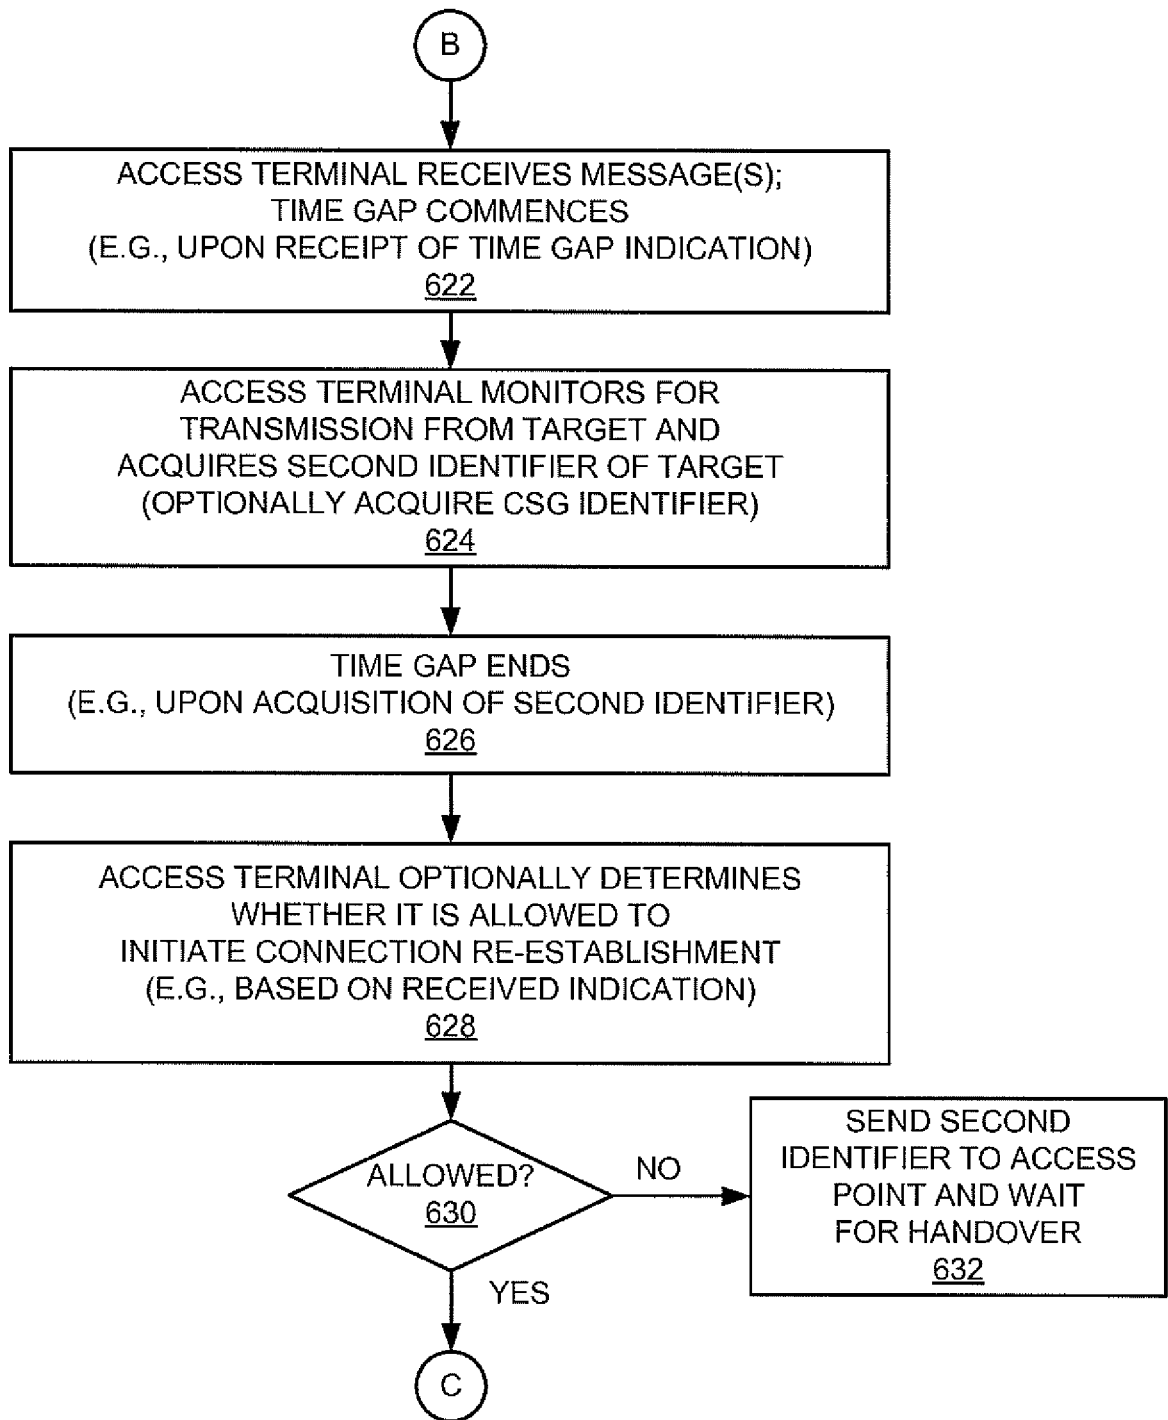 B
ACCESS TERMINAL RECEIVES MESSAGE(S);
TIME GAP COMMENCES
(E.G., UPON RECEIPT OF TIME GAP INDICATION)
622
ACCESS TERMINAL MONITORS FOR
TRANSMISSION FROM TARGET AND
ACQUIRES SECOND IDENTIFIER OF TARGET
(OPTIONALLY ACQUIRE CSG IDENTIFIER)
624
TIME GAP ENDS
(E.G., UPON ACQUISITION OF SECOND IDENTIFIER)
626
ACCESS TERMINAL OPTIONALLY DETERMINES
WHETHER IT IS ALLOWED TO
INITIATE CONNECTION RE-ESTABLISHMENT
(E.G., BASED ON RECEIVED INDICATION)
628
ALLOWED?
630
NO
SEND SECOND
IDENTIFIER TO ACCESS
POINT AND WAIT
FOR HANDOVER
632
YES
C